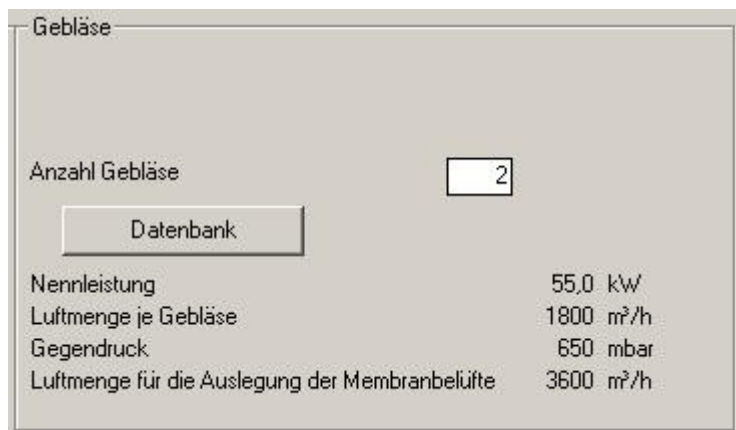 Gebläse
Anzahl Gebläse 2
Datenbank
Nennleistung 55,0 kW
Luftmenge je Gebläse 1800 m³/h
Gegendruck 650 mbar
Luftmenge für die Auslegung der Membranbelüfte 3600 m³/h